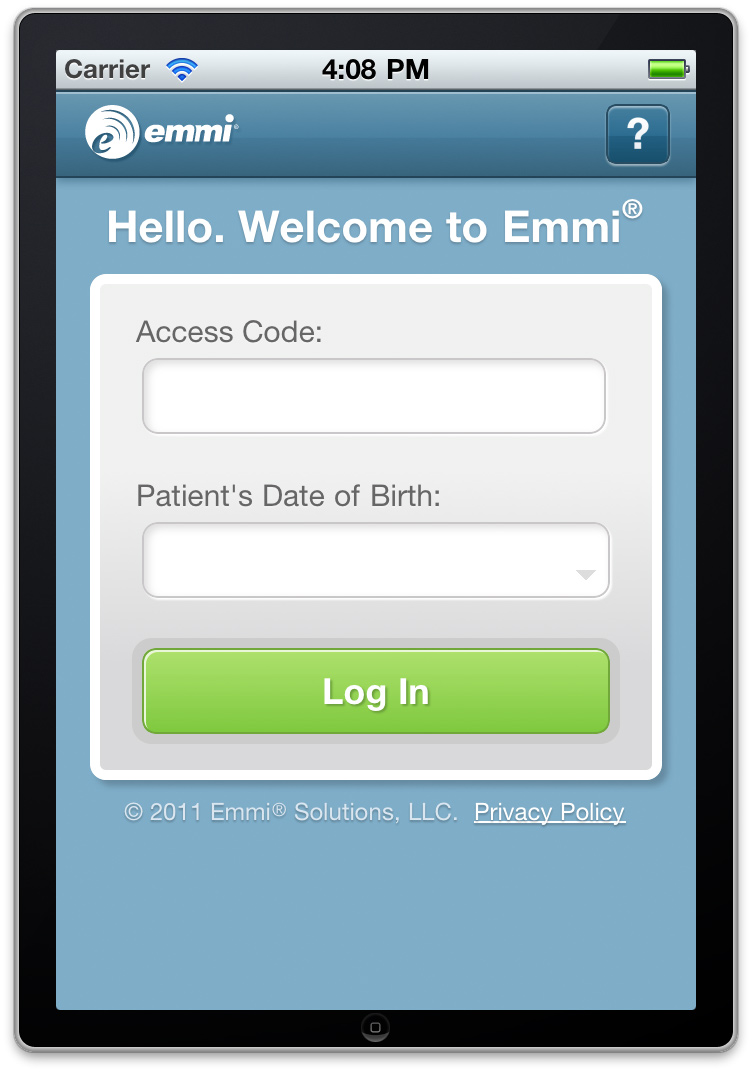 Carrier 4:08 PM
emmi® ?
Hello. Welcome to Emmi®
Access Code:
Patient's Date of Birth:
Log In
© 2011 Emmi® Solutions, LLC. Privacy Policy